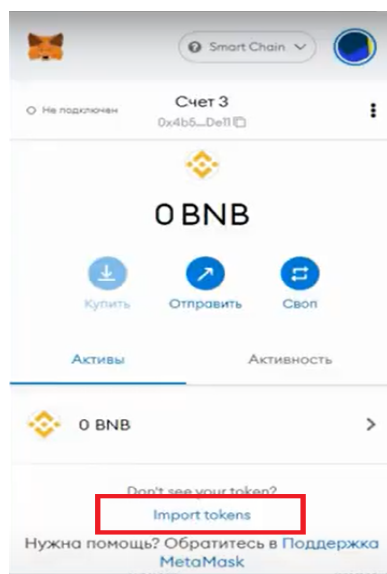 Smart Chain
Не подключен
Счет 3
0x4b5...De11
0 BNB
Купить
Отправить
Своп
Активы
Активность
0 BNB
Don't see your token?
Import tokens
Нужна помощь? Обратитесь в Поддержка
MetaMask